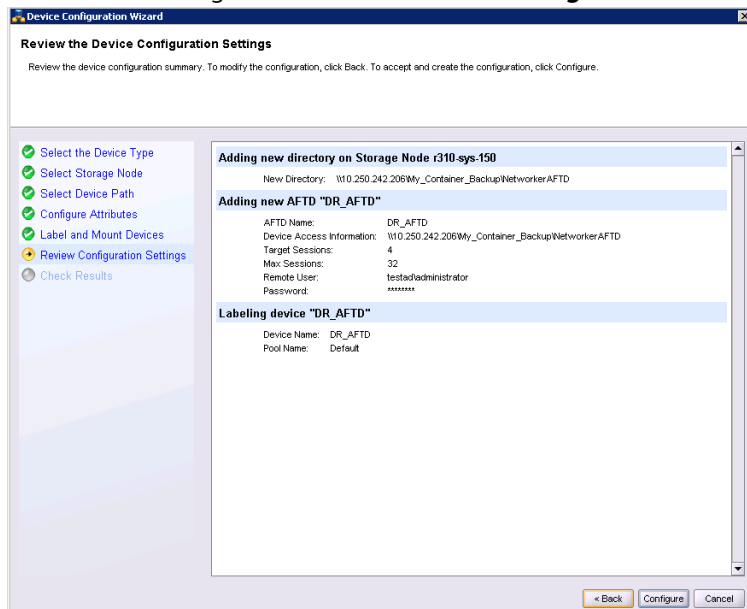 Device Configuration Wizard
Review the Device Configuration Settings
Review the device configuration summary. To modify the configuration, click Back. To accept and create the configuration, click Configure.
Select the Device Type
Select Storage Node
Select Device Path
Configure Attributes
Label and Mount Devices
Review Configuration Settings
Check Results
Adding new directory on Storage Node r310-sys-150
New Directory: \\10.250.242.206\My_Container_Backup\NetworkerAFTD
Adding new AFTD "DR_AFTD"
AFTD Name: DR_AFTD
Device Access Information: \\10.250.242.206\My_Container_Backup\NetworkerAFTD
Target Sessions: 4
Max Sessions: 32
Remote User: testad\administrator
Password: ********
Labeling device "DR_AFTD"
Device Name: DR_AFTD
Pool Name: Default
< Back Configure Cancel